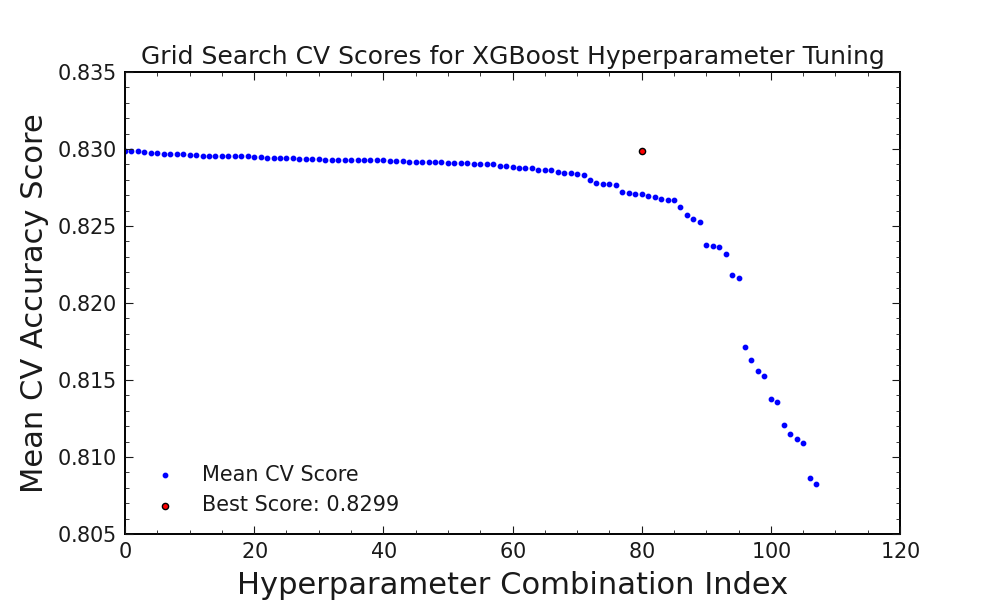 Grid Search CV Scores for XGBoost Hyperparameter Tuning
0.835
0.830
0.825
0.820
0.815
0.810
0.805
Mean CV Accuracy Score
Mean CV Score
Best Score: 0.8299
0 20 40 60 80 100 120
Hyperparameter Combination Index